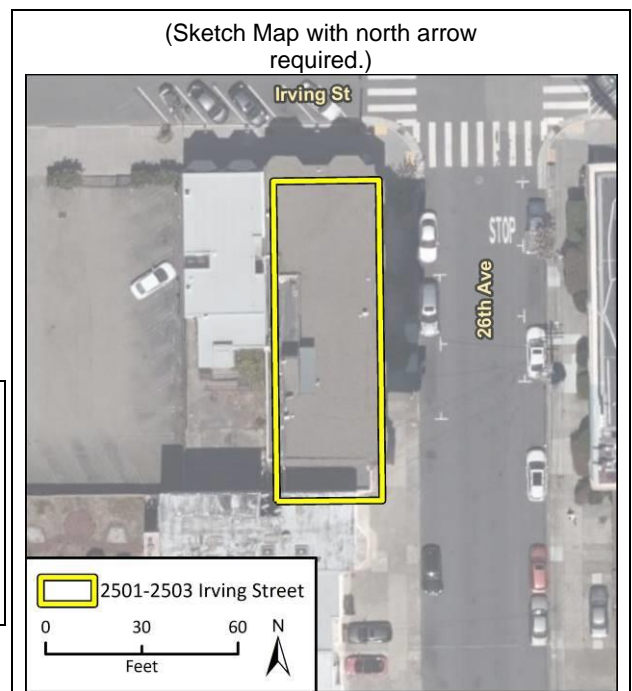 (Sketch Map with north arrow
required.)
Irving St
STOP
26th Ave
2501-2503 Irving Street
0 30 60 N
Feet